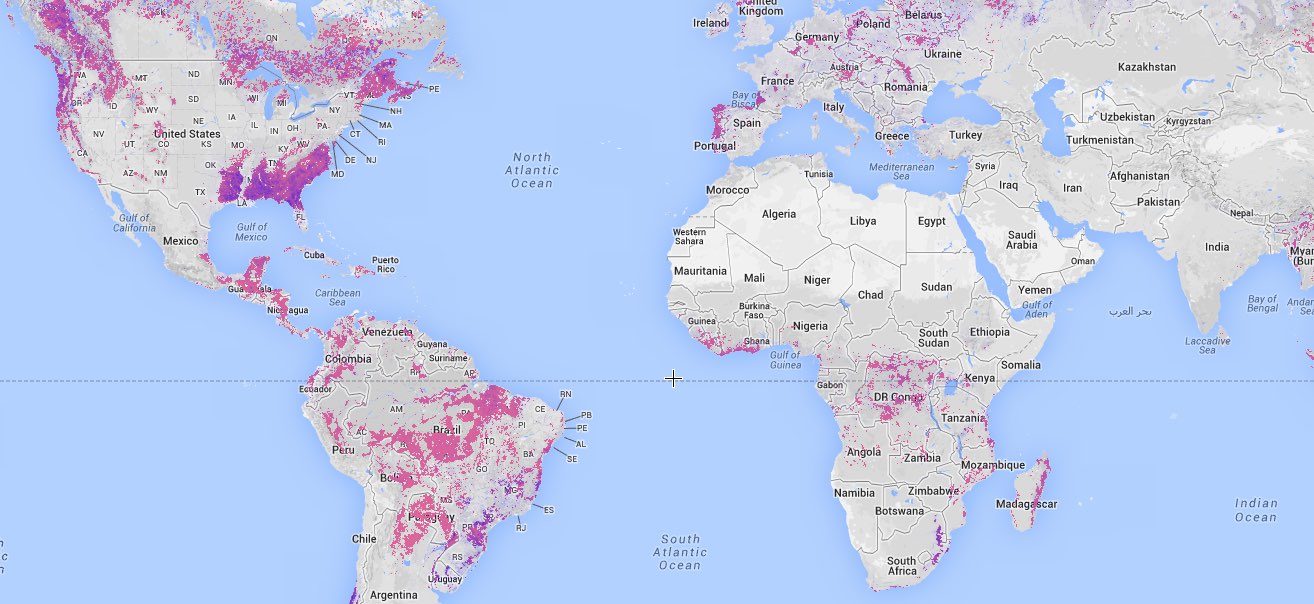 United
Kingdom
Ireland
Poland
Belarus
Germany
Ukraine
Austria
France
Romania
Bay of
Italy
Spain
Portugal
Greece
Turkey
Kazakhstan
Uzbekistan
Kyrgyzstan
Turkmenistan
Mediterranean
Sea
Syria
Iraq
Iran
Afghanistan
Pakistan
Nepal
India
Tunisia
Morocco
Algeria
Libya
Egypt
Western
Sahara
Saudi
Arabia
Oman
Mauritania
Mali
Niger
Chad
Sudan
Yemen
Gulf of
Aden
بحر العرب
Bay of
Bengal
Laccadive
Sea
Burkina
Faso
Guinea
Ghana
Nigeria
South
Sudan
Ethiopia
Somalia
Gulf of
Guinea
Gabon
DR Congo
Kenya
Tanzania
Angola
Zambia
Mozambique
Namibia
Zimbabwe
Botswana
Madagascar
South
Africa
Indian
Ocean
South
Atlantic
Ocean
North
Atlantic
Ocean
ON
WA
MT
ND
MN
OR
ID
WY
SD
WI
MI
VT
NY
PE
NH
MA
RI
CT
NJ
DE
MD
NV
UT
CO
NE
IA
IL
IN
OH
PA
United States
CA
AZ
NM
KS
MO
KY
WV
OK
TN
TX
LA
FL
Gulf of
California
Gulf of
Mexico
Mexico
Cuba
Puerto
Rico
Guatemala
Caribbean
Sea
Nicaragua
Venezuela
Guyana
Suriname
Colombia
RR
AP
Ecuador
AM
PA
CE
RN
PB
PE
AL
SE
PI
AC
Brazil
TO
BA
Peru
GO
MG
ES
RJ
MS
Paraguay
PR
RS
Chile
Uruguay
Argentina